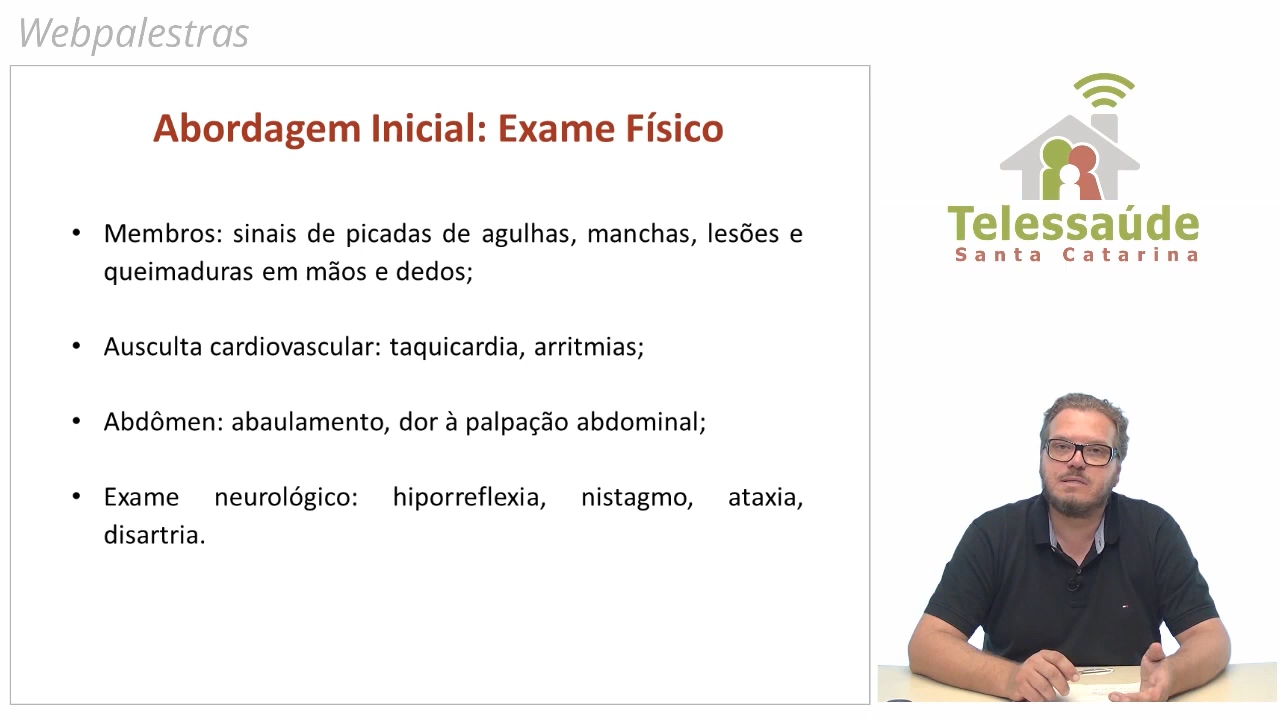 Webpalestras
Abordagem Inicial: Exame Físico
• Membros: sinais de picadas de agulhas, manchas, lesões e
queimaduras em mãos e dedos;
• Ausculta cardiovascular: taquicardia, arritmias;
• Abdômen: abaulamento, dor à palpação abdominal;
• Exame neurológico: hiporreflexia, nistagmo, ataxia,
disartria.
Telessaúde
Santa Catarina